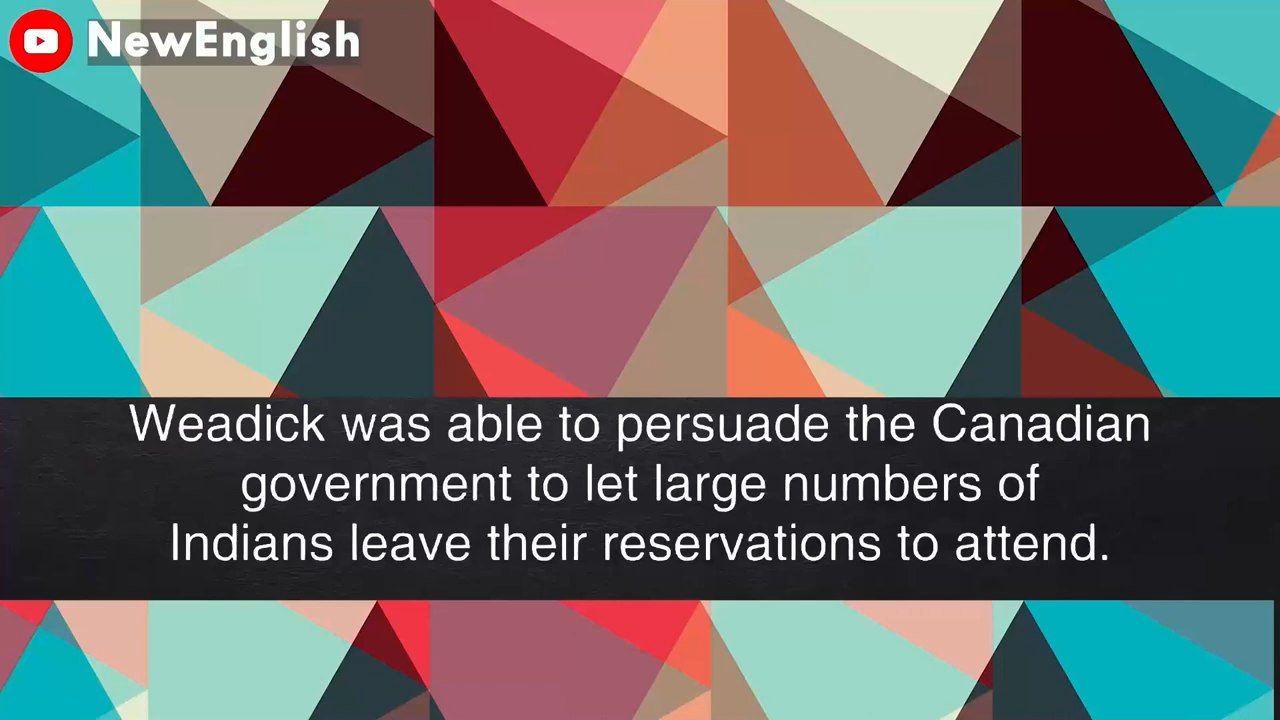 NewEnglish
Weadick was able to persuade the Canadian
government to let large numbers of
Indians leave their reservations to attend.